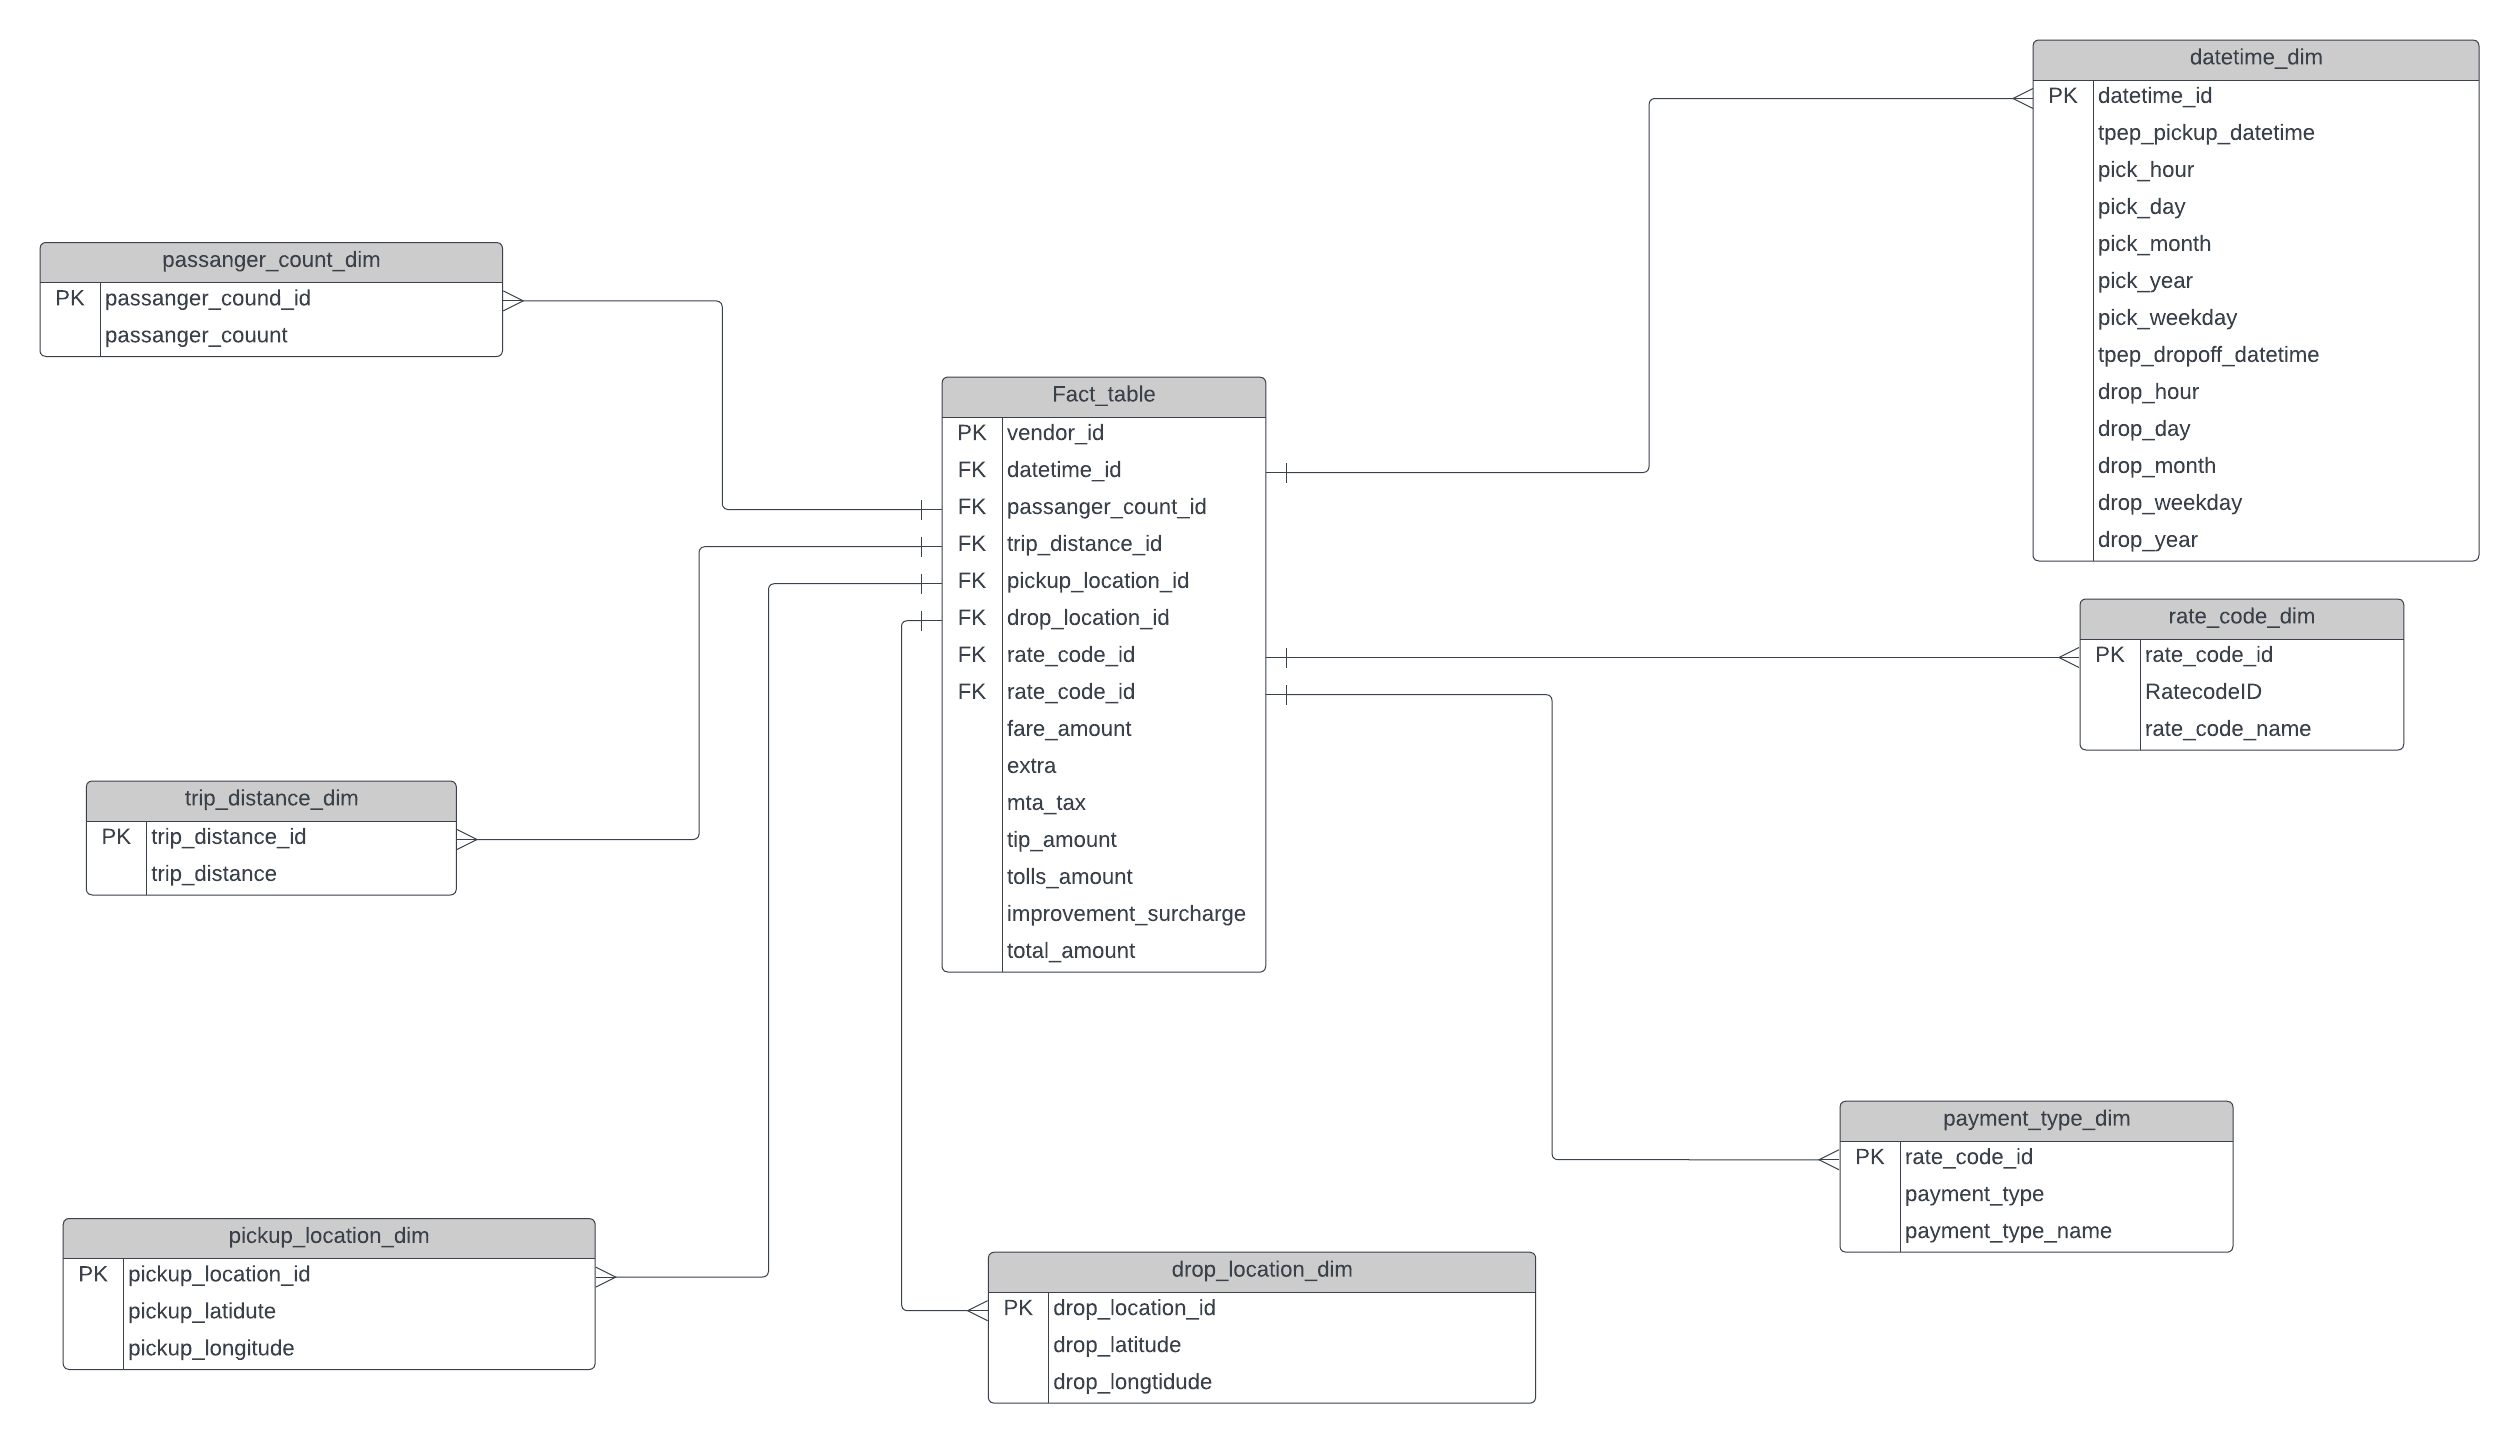 datetime_dim
PK datetime_id
tpep_pickup_datetime
pick_hour
pick_day
pick_month
pick_year
pick_weekday
tpep_dropoff_datetime
drop_hour
drop_day
drop_month
drop_weekday
drop_year
passanger_count_dim
PK passanger_cound_id
passanger_couunt
Fact_table
PK vendor_id
FK datetime_id
FK passanger_count_id
FK trip_distance_id
FK pickup_location_id
FK drop_location_id
FK rate_code_id
FK rate_code_id
fare_amount
extra
mta_tax
tip_amount
tolls_amount
improvement_surcharge
total_amount
rate_code_dim
PK rate_code_id
RatecodeID
rate_code_name
trip_distance_dim
PK trip_distance_id
trip_distance
payment_type_dim
PK rate_code_id
payment_type
payment_type_name
pickup_location_dim
PK pickup_location_id
pickup_latidute
pickup_longitude
drop_location_dim
PK drop_location_id
drop_latitude
drop_longtidude